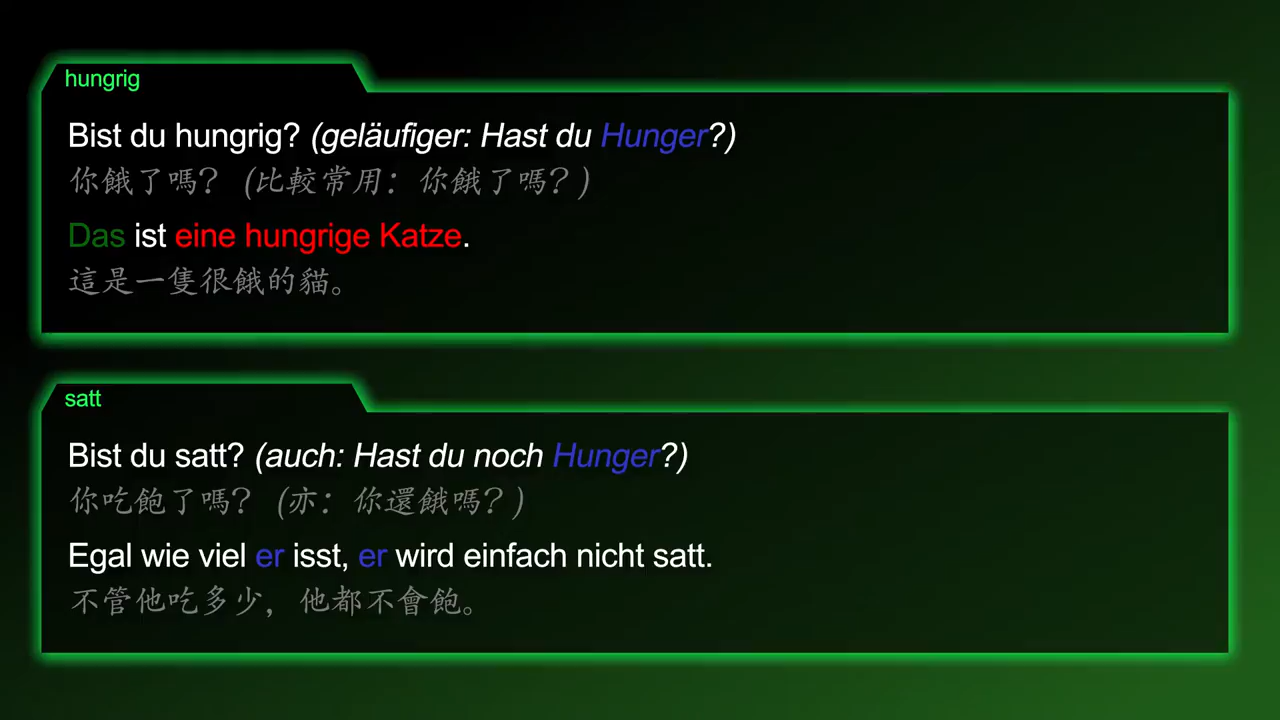 hungrig
Bist du hungrig? (geläufiger: Hast du Hunger?)
你餓了嗎？ (比較常用：你餓了嗎？)
Das ist eine hungrige Katze.
這是一隻很餓的貓。
satt
Bist du satt? (auch: Hast du noch Hunger?)
你吃飽了嗎？ (亦：你還餓嗎？)
Egal wie viel er isst, er wird einfach nicht satt.
不管他吃多少，他都不會飽。